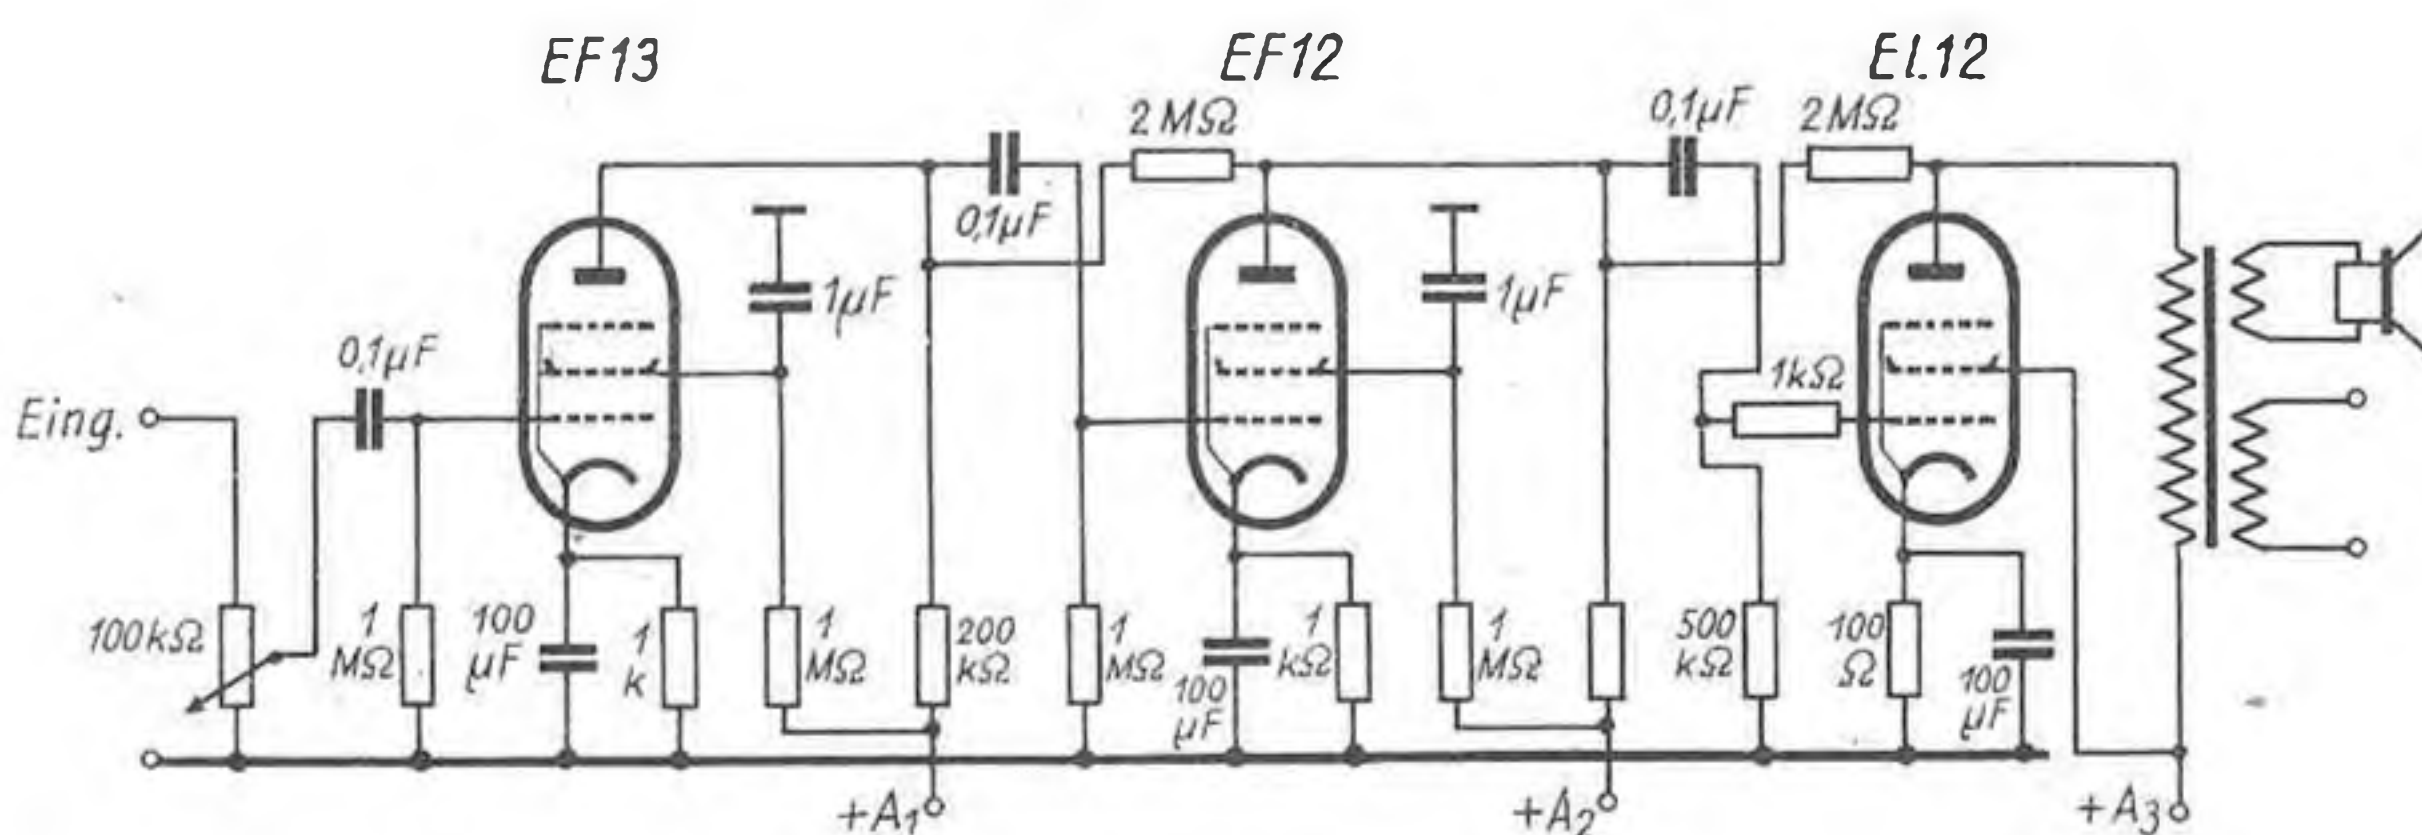 EF13
EF12
EL12
2 MΩ
0,1µF
2MΩ
0,1µF
1µF
1µF
0,1µF
1kΩ
Eing.
100kΩ
1
MΩ
100
µF
1
k
1
MΩ
200
kΩ
1
MΩ
100
µF
1
kΩ
1
MΩ
500
kΩ
100
Ω
100
µF
+A1
+A2
+A3